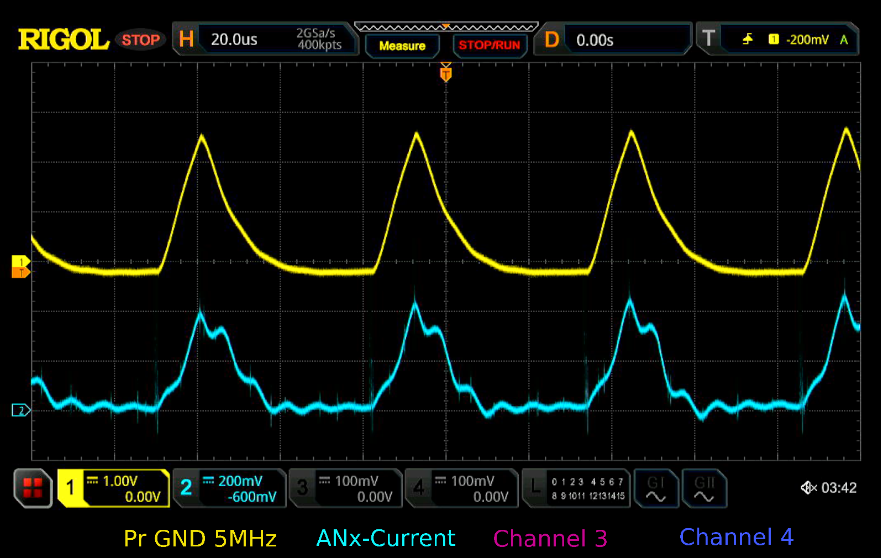 RIGOL STOP H 20.0us 2GSa/s 400kpts Measure STOP/RUN D 0.00s T 1 -200mV A
T
1
T
2
1 1.00V 0.00V 2 200mV -600mV 3 100mV 0.00V 4 100mV 0.00V L 0 1 2 3 4 5 6 7 8 9 10 11 12 13 14 15 GI GII 03:42
Pr GND 5MHz ANx-Current Channel 3 Channel 4